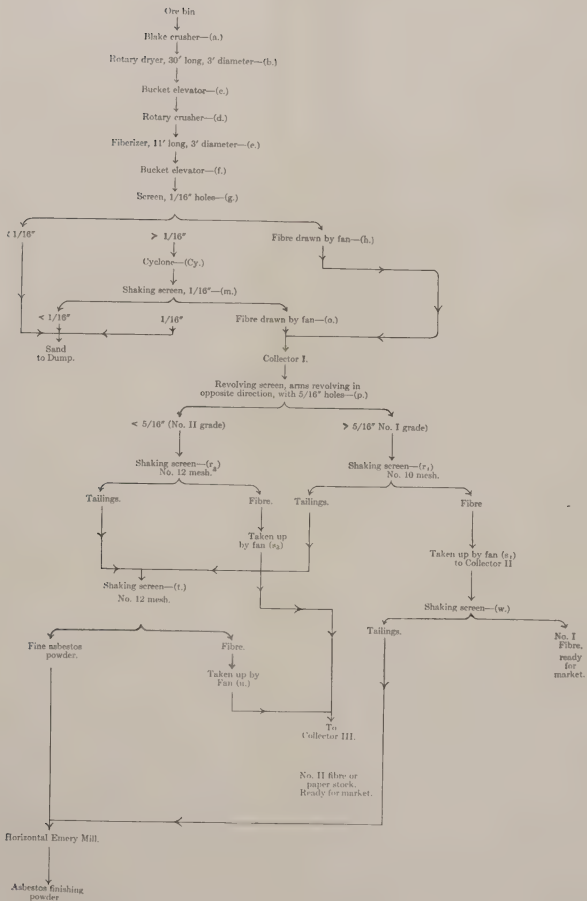 Ore bin
Blake crusher—(a.)
Rotary dryer, 30' long, 3' diameter—(b.)
Bucket elevator—(c.)
Rotary crusher—(d.)
Fiberizer, 11' long, 3' diameter—(e.)
Bucket elevator—(f.)
Screen, 1/16" holes—(g.)
< 1/16"
> 1/16"
Fibre drawn by fan—(h.)
Cyclone—(Cy.)
Shaking screen, 1/16"—(m.)
< 1/16"
1/16"
Fibre drawn by fan—(o.)
Sand
to Dump.
Collector I.
Revolving screen, arms revolving in
opposite direction, with 5/16" holes—(p.)
< 5/16" (No. II grade)
> 5/16" No. I grade)
Shaking screen—(r₂)
No. 12 mesh.
Shaking screen—(r₁)
No. 10 mesh.
Tailings.
Fibre.
Tailings.
Fibre
Taken up
by fan (s₂)
Taken up by fan (s₁)
to Collector II
Shaking screen—(t.)
No. 12 mesh.
Shaking screen—(w.)
Tailings.
No. I
Fibre,
ready
for
market.
Fine asbestos
powder.
Fibre.
Taken up by
Fan (u.)
To
Collector III.
No. II fibre or
paper stock.
Ready for market.
Horizontal Emery Mill.
Asbestos finishing
powder